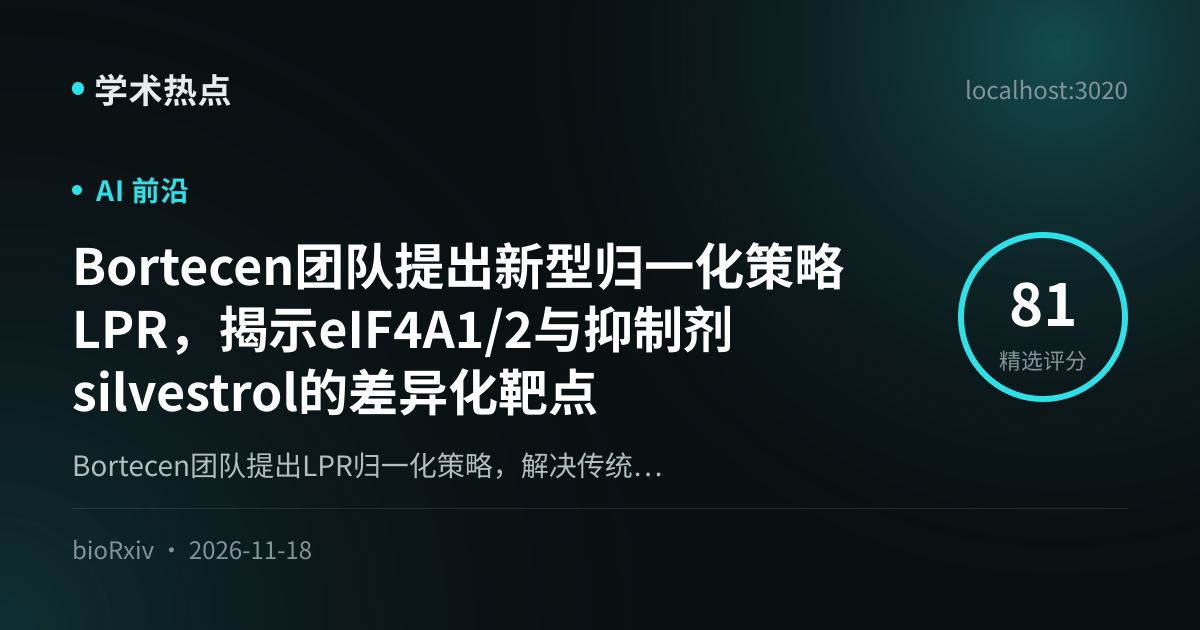 学术热点
localhost:3020
AI 前沿
Bortecen团队提出新型归一化策略
LPR，揭示eIF4A1/2与抑制剂
silvestrol的差异化靶点
81
精选评分
Bortecen团队提出LPR归一化策略，解决传统…
bioRxiv · 2026-11-18